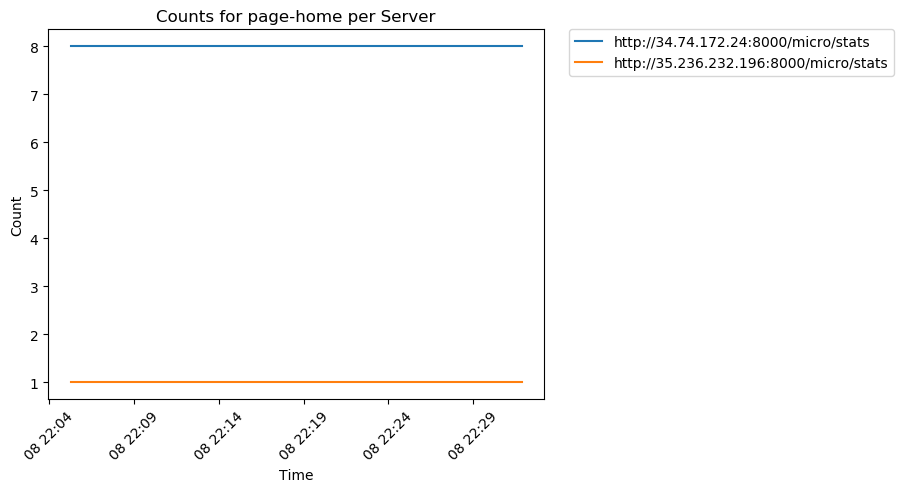 Counts for page-home per Server
http://34.74.172.24:8000/micro/stats
http://35.236.232.196:8000/micro/stats
Count
8
7
6
5
4
3
2
1
08 22:04
08 22:09
08 22:14
08 22:19
08 22:24
08 22:29
Time